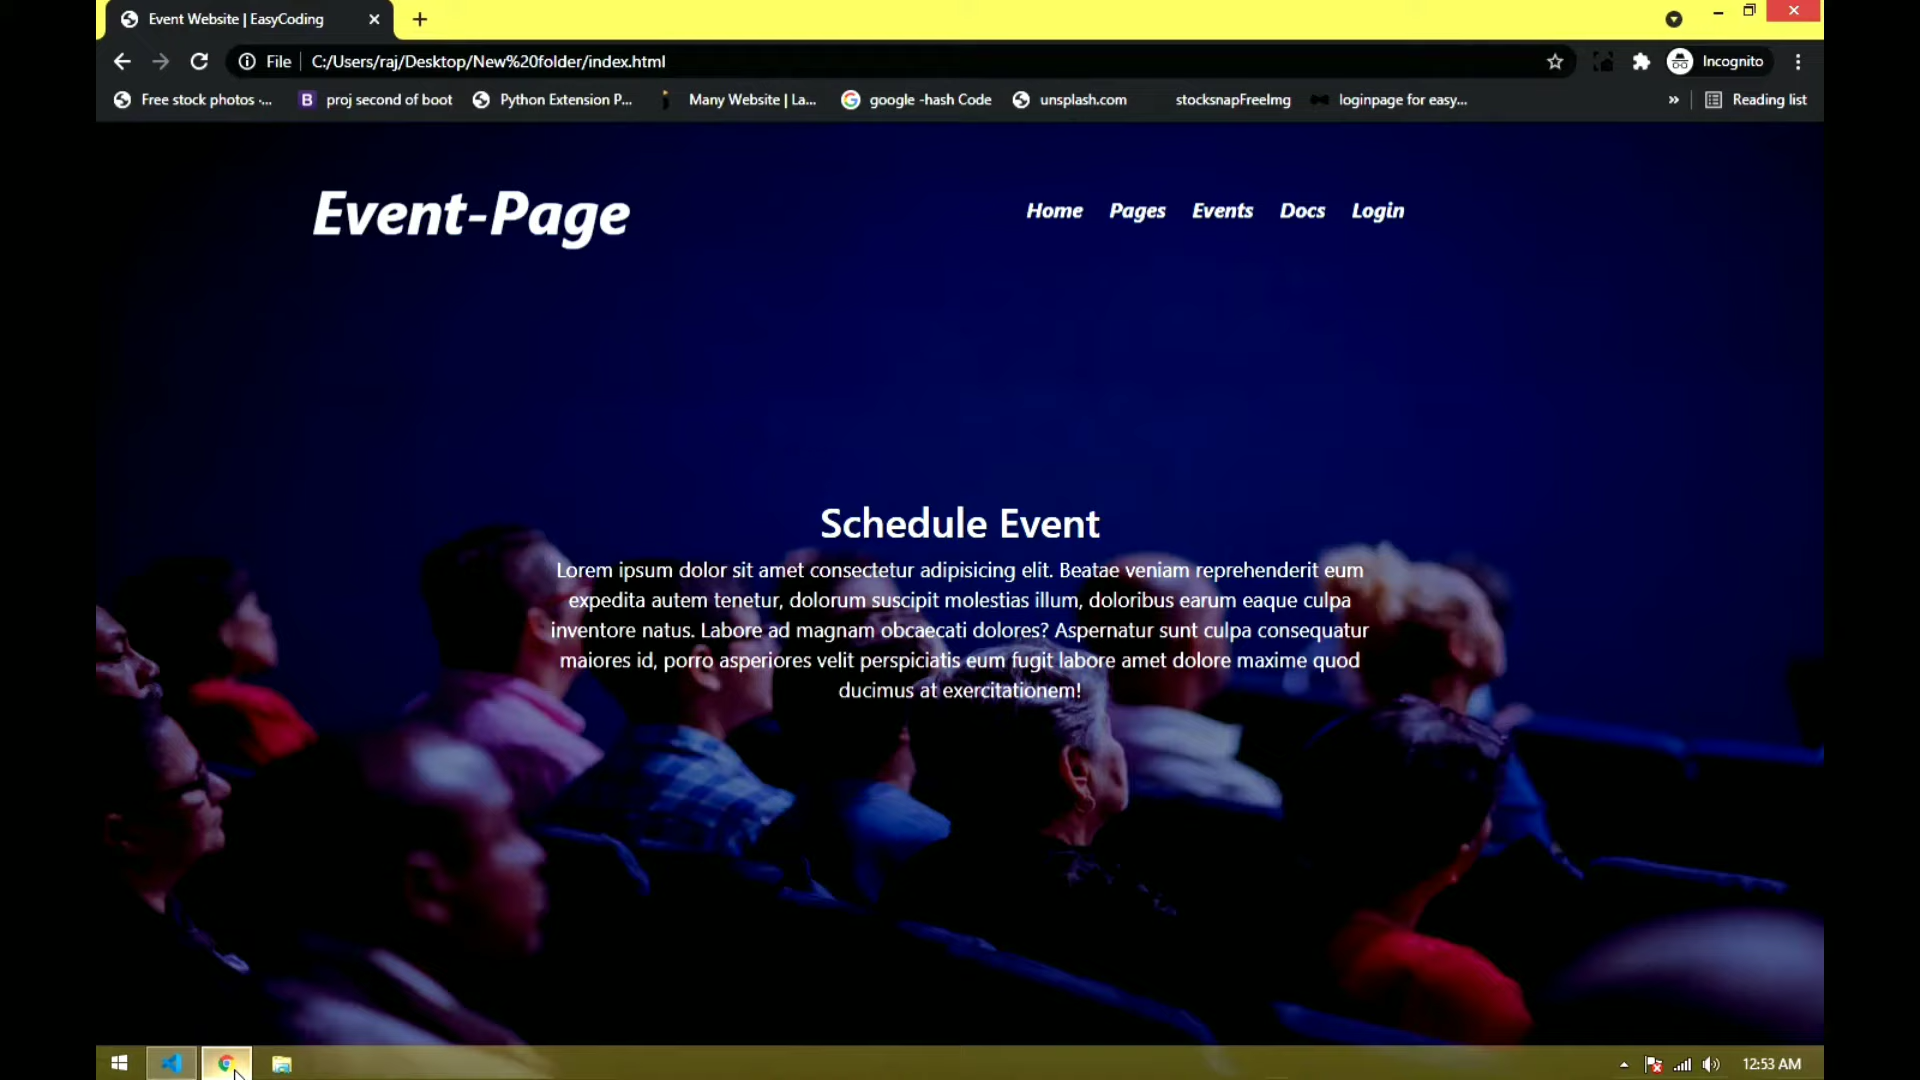 Event Website | EasyCoding
File C:/Users/raj/Desktop/New%20folder/index.html Incognito
Free stock photos ·... B proj second of boot Python Extension P... Many Website | La... google -hash Code unsplash.com stocksnapFreeImg loginpage for easy... » Reading list
Event-Page Home Pages Events Docs Login
Schedule Event
Lorem ipsum dolor sit amet consectetur adipisicing elit. Beatae veniam reprehenderit eum
expedita autem tenetur, dolorum suscipit molestias illum, doloribus earum eaque culpa
inventore natus. Labore ad magnam obcaecati dolores? Aspernatur sunt culpa consequatur
maiores id, porro asperiores velit perspiciatis eum fugit labore amet dolore maxime quod
ducimus at exercitationem!
12:53 AM